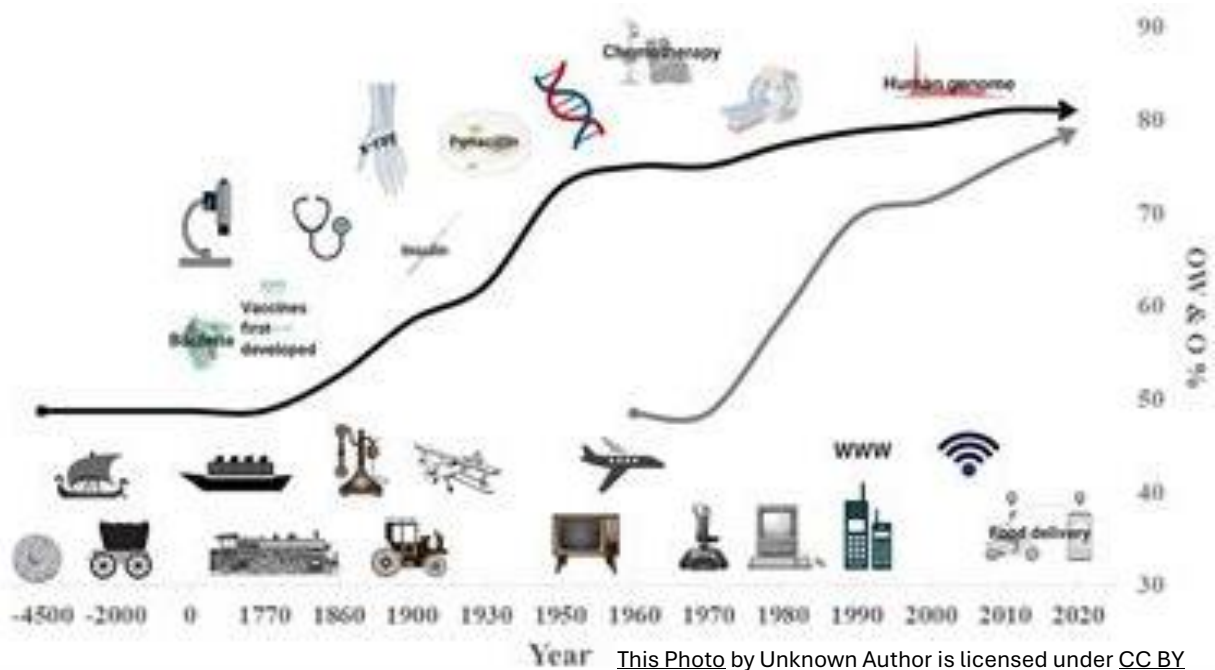 90
Chemotherapy
Human genome
80
X-ray
Penicillin
70
Insulin
Vaccines
first
developed
Bacteria
60
OW & O %
50
WWW
40
Food delivery
30
-4500 -2000 0 1770 1860 1900 1930 1950 1960 1970 1980 1990 2000 2010 2020
Year
This Photo by Unknown Author is licensed under CC BY